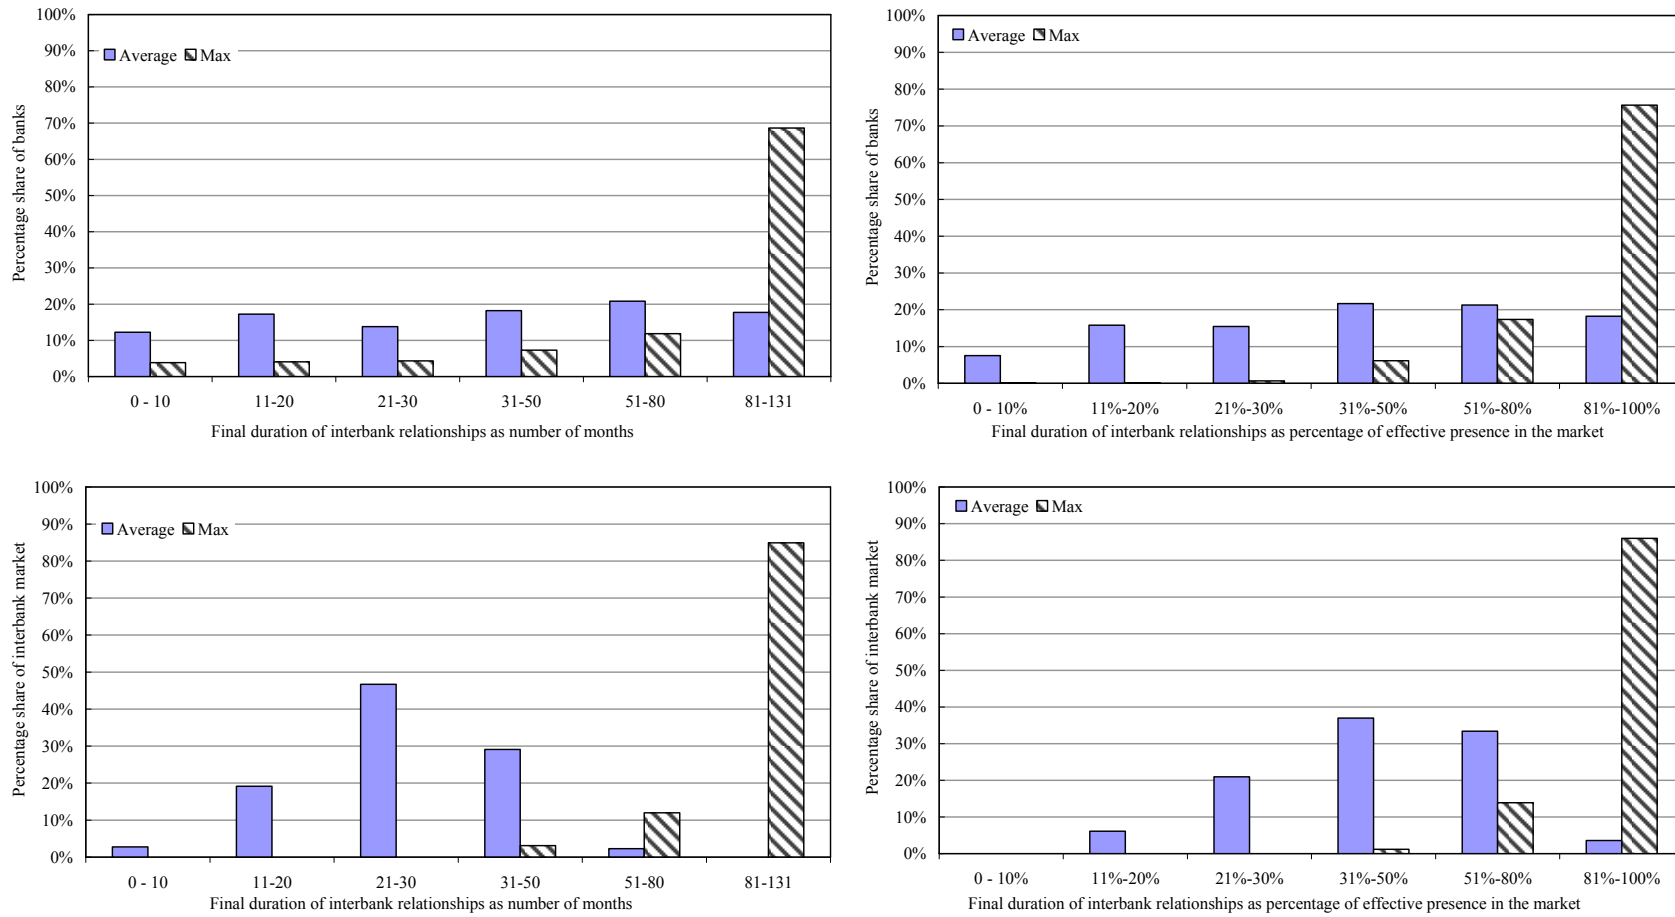 Percentage share of banks
100%
90%
80%
70%
60%
50%
40%
30%
20%
10%
0%
Average Max
0 - 10 11-20 21-30 31-50 51-80 81-131
Final duration of interbank relationships as number of months
Percentage share of banks
100%
90%
80%
70%
60%
50%
40%
30%
20%
10%
0%
Average Max
0 - 10% 11%-20% 21%-30% 31%-50% 51%-80% 81%-100%
Final duration of interbank relationships as percentage of effective presence in the market
Percentage share of interbank market
100%
90%
80%
70%
60%
50%
40%
30%
20%
10%
0%
Average Max
0 - 10 11-20 21-30 31-50 51-80 81-131
Final duration of interbank relationships as number of months
Percentage share of interbank market
100%
90%
80%
70%
60%
50%
40%
30%
20%
10%
0%
Average Max
0 - 10% 11%-20% 21%-30% 31%-50% 51%-80% 81%-100%
Final duration of interbank relationships as percentage of effective presence in the market